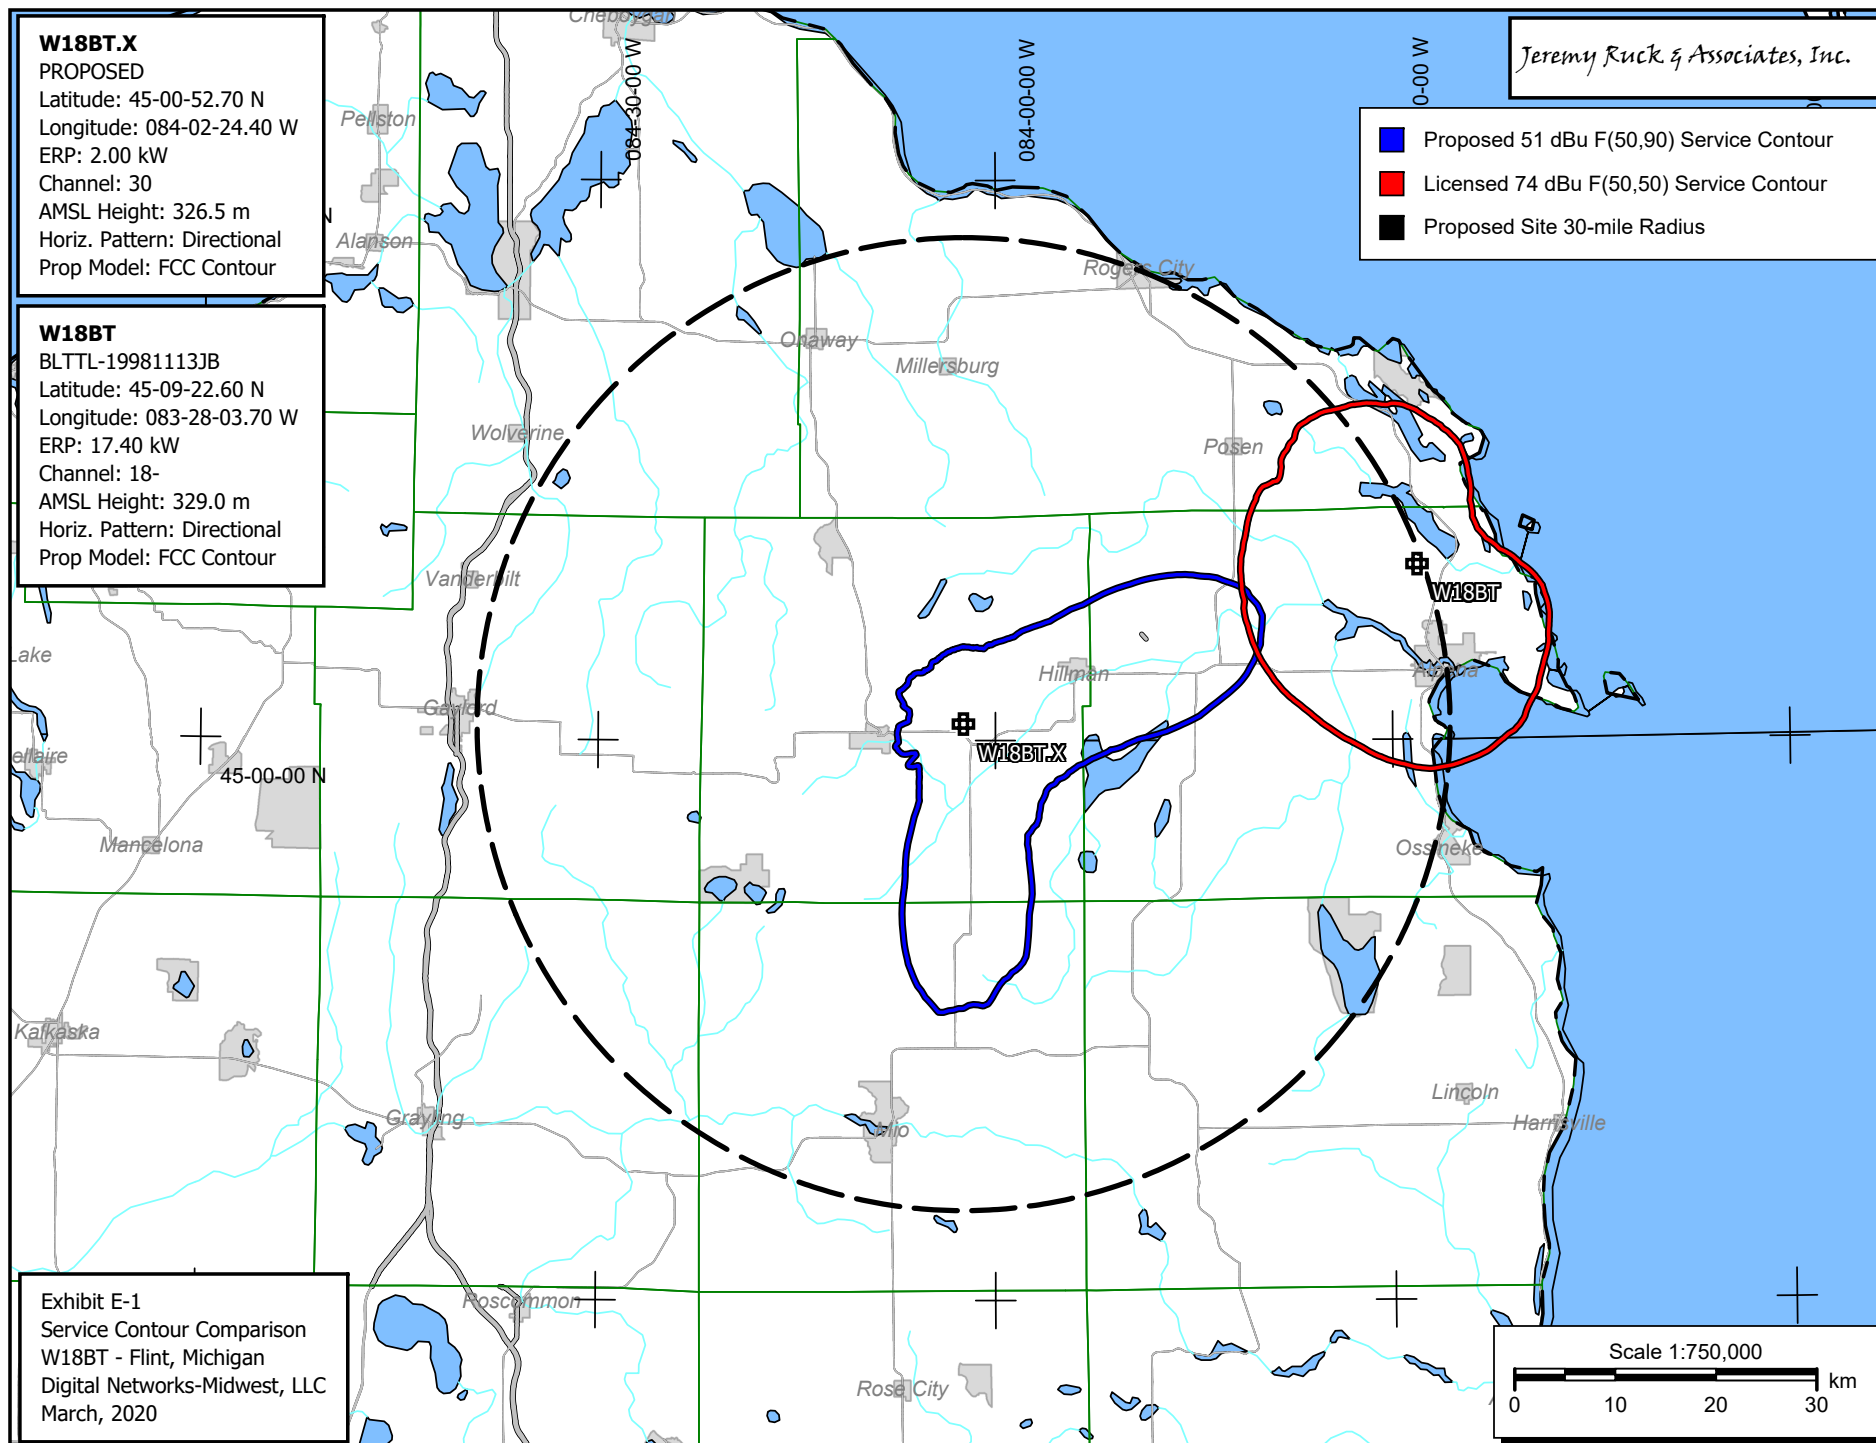 W18BT.X
PROPOSED
Latitude: 45-00-52.70 N
Longitude: 084-02-24.40 W
ERP: 2.00 kW
Channel: 30
AMSL Height: 326.5 m
Horiz. Pattern: Directional
Prop Model: FCC Contour
W18BT
BLTTL-19981113JB
Latitude: 45-09-22.60 N
Longitude: 083-28-03.70 W
ERP: 17.40 kW
Channel: 18-
AMSL Height: 329.0 m
Horiz. Pattern: Directional
Prop Model: FCC Contour
Jeremy Ruck & Associates, Inc.
Proposed 51 dBu F(50,90) Service Contour
Licensed 74 dBu F(50,50) Service Contour
Proposed Site 30-mile Radius
084-30-00 W
084-00-00 W
0-00 W
N
Cheboygan
Pellston
Alanson
Rogers City
Onaway
Millersburg
Wolverine
Posen
Vanderbilt
W18BT
Lake
Hillman
Alpena
Gaylord
W18BT.X
ellaire
45-00-00 N
Mancelona
Ossineke
Kalkaska
Lincoln
Grayling
Mio
Harrisville
Roscommon
Rose City
Exhibit E-1
Service Contour Comparison
W18BT - Flint, Michigan
Digital Networks-Midwest, LLC
March, 2020
Scale 1:750,000
km
0 10 20 30